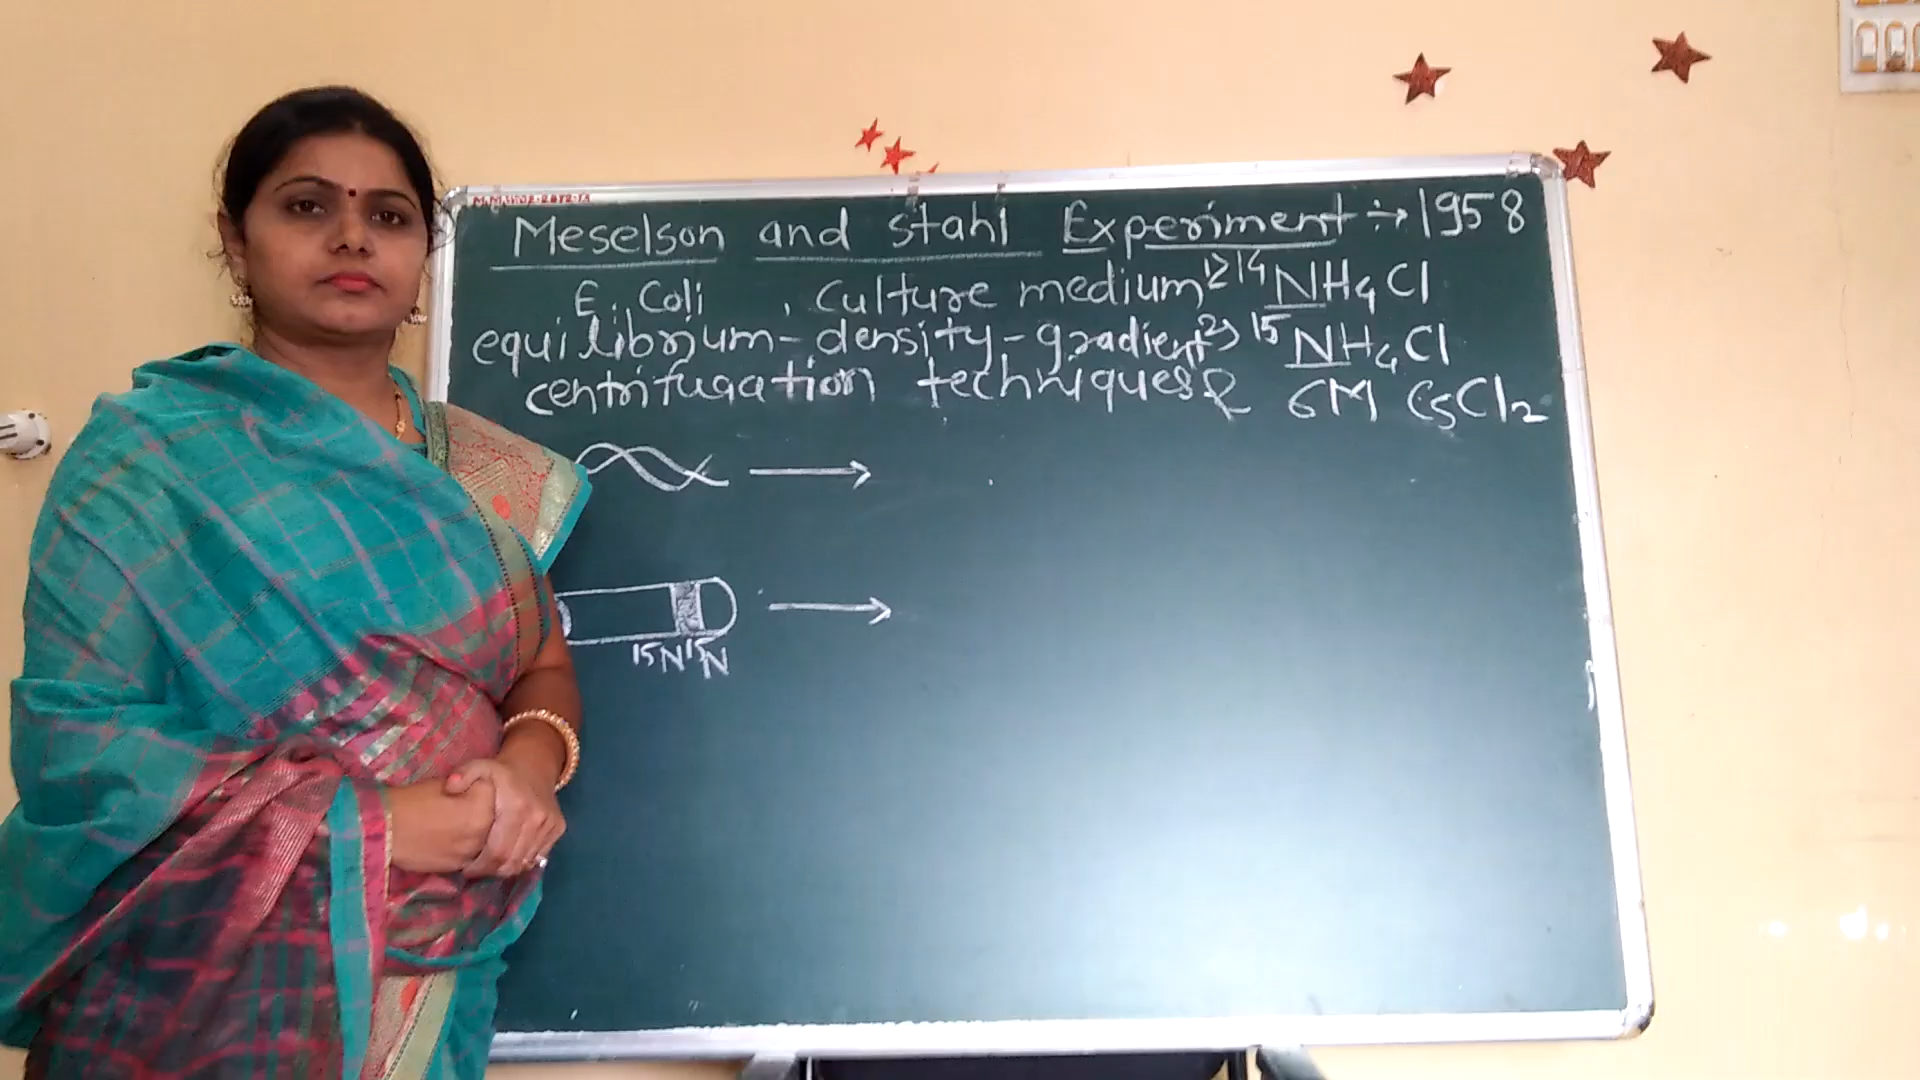 Meselson and stahl Experiment :→ 1958
E. Coli , Culture medium 1) 14NH4Cl
equilibrium-density-gradient 2) 15NH4Cl
centrifugation techniques & 6M CsCl2
15N 15N